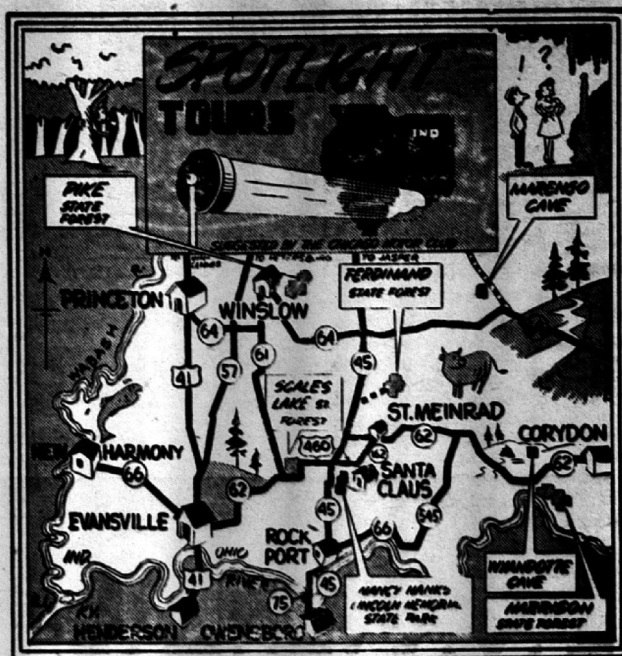 SPOTLIGHT
TOURS
IND
! ?
SUGGESTED BY THE CHICAGO MOTOR CLUB
PIKE
STATE
FOREST
MARENGO
CAVE
TO JASPER
FERDINAND
STATE FOREST
N
PRINCETON
WINSLOW
64
64
61
41
57
45
WABASH
R.
SCALES
LAKE ST.
FOREST
460
ST. MEINRAD
62
CORYDON
62
62
NEW HARMONY
66
SANTA
CLAUS
62
EVANSVILLE
45
545
66
ROCK
PORT
IND.
OHIO
RIVER
41
75
45
KY.
HENDERSON
OWENSBORO
NANCY HANKS
LINCOLN MEMORIAL
STATE PARK
WYANDOTTE
CAVE
HARRISON
STATE FOREST